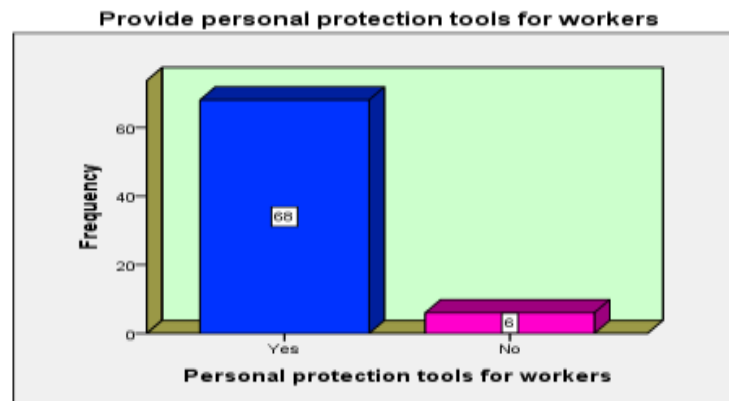 Provide personal protection tools for workers
60
40
20
0
Frequency
68
6
Yes No
Personal protection tools for workers